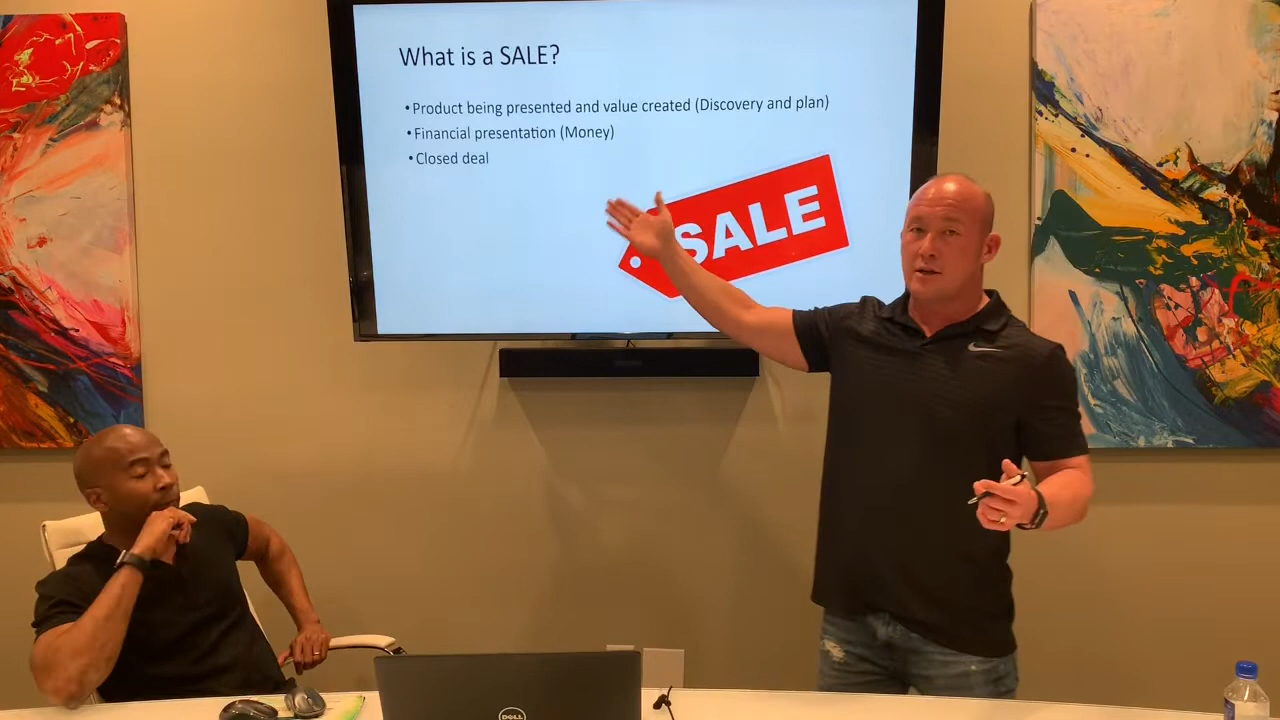 What is a SALE?
•Product being presented and value created (Discovery and plan)
•Financial presentation (Money)
•Closed deal
SALE
DELL